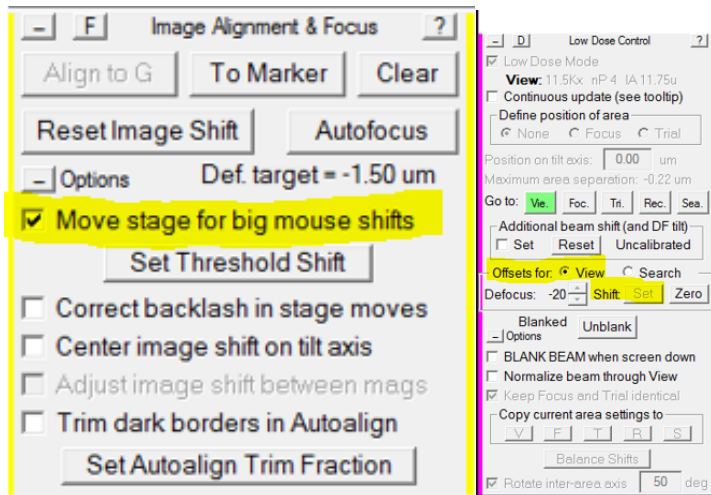 – F Image Alignment & Focus ?
Align to G To Marker Clear
Reset Image Shift Autofocus
– Options Def. target = -1.50 um
Move stage for big mouse shifts
Set Threshold Shift
Correct backlash in stage moves
Center image shift on tilt axis
Adjust image shift between mags
Trim dark borders in Autoalign
Set Autoalign Trim Fraction
– D Low Dose Control ?
Low Dose Mode
View: 11.5Kx nP 4 IA 11.75u
Continuous update (see tooltip)
Define position of area
None Focus Trial
Position on tilt axis: 0.00 um
Maximum area separation: -0.22 um
Go to: Vie. Foc. Tri. Rec. Sea.
Additional beam shift (and DF tilt)
Set Reset Uncalibrated
Offsets for: View Search
Defocus: -20 Shift: Set Zero
Blanked Unblank
– Options
BLANK BEAM when screen down
Normalize beam through View
Keep Focus and Trial identical
Copy current area settings to
V F T R S
Balance Shifts
Rotate inter-area axis 50 deg